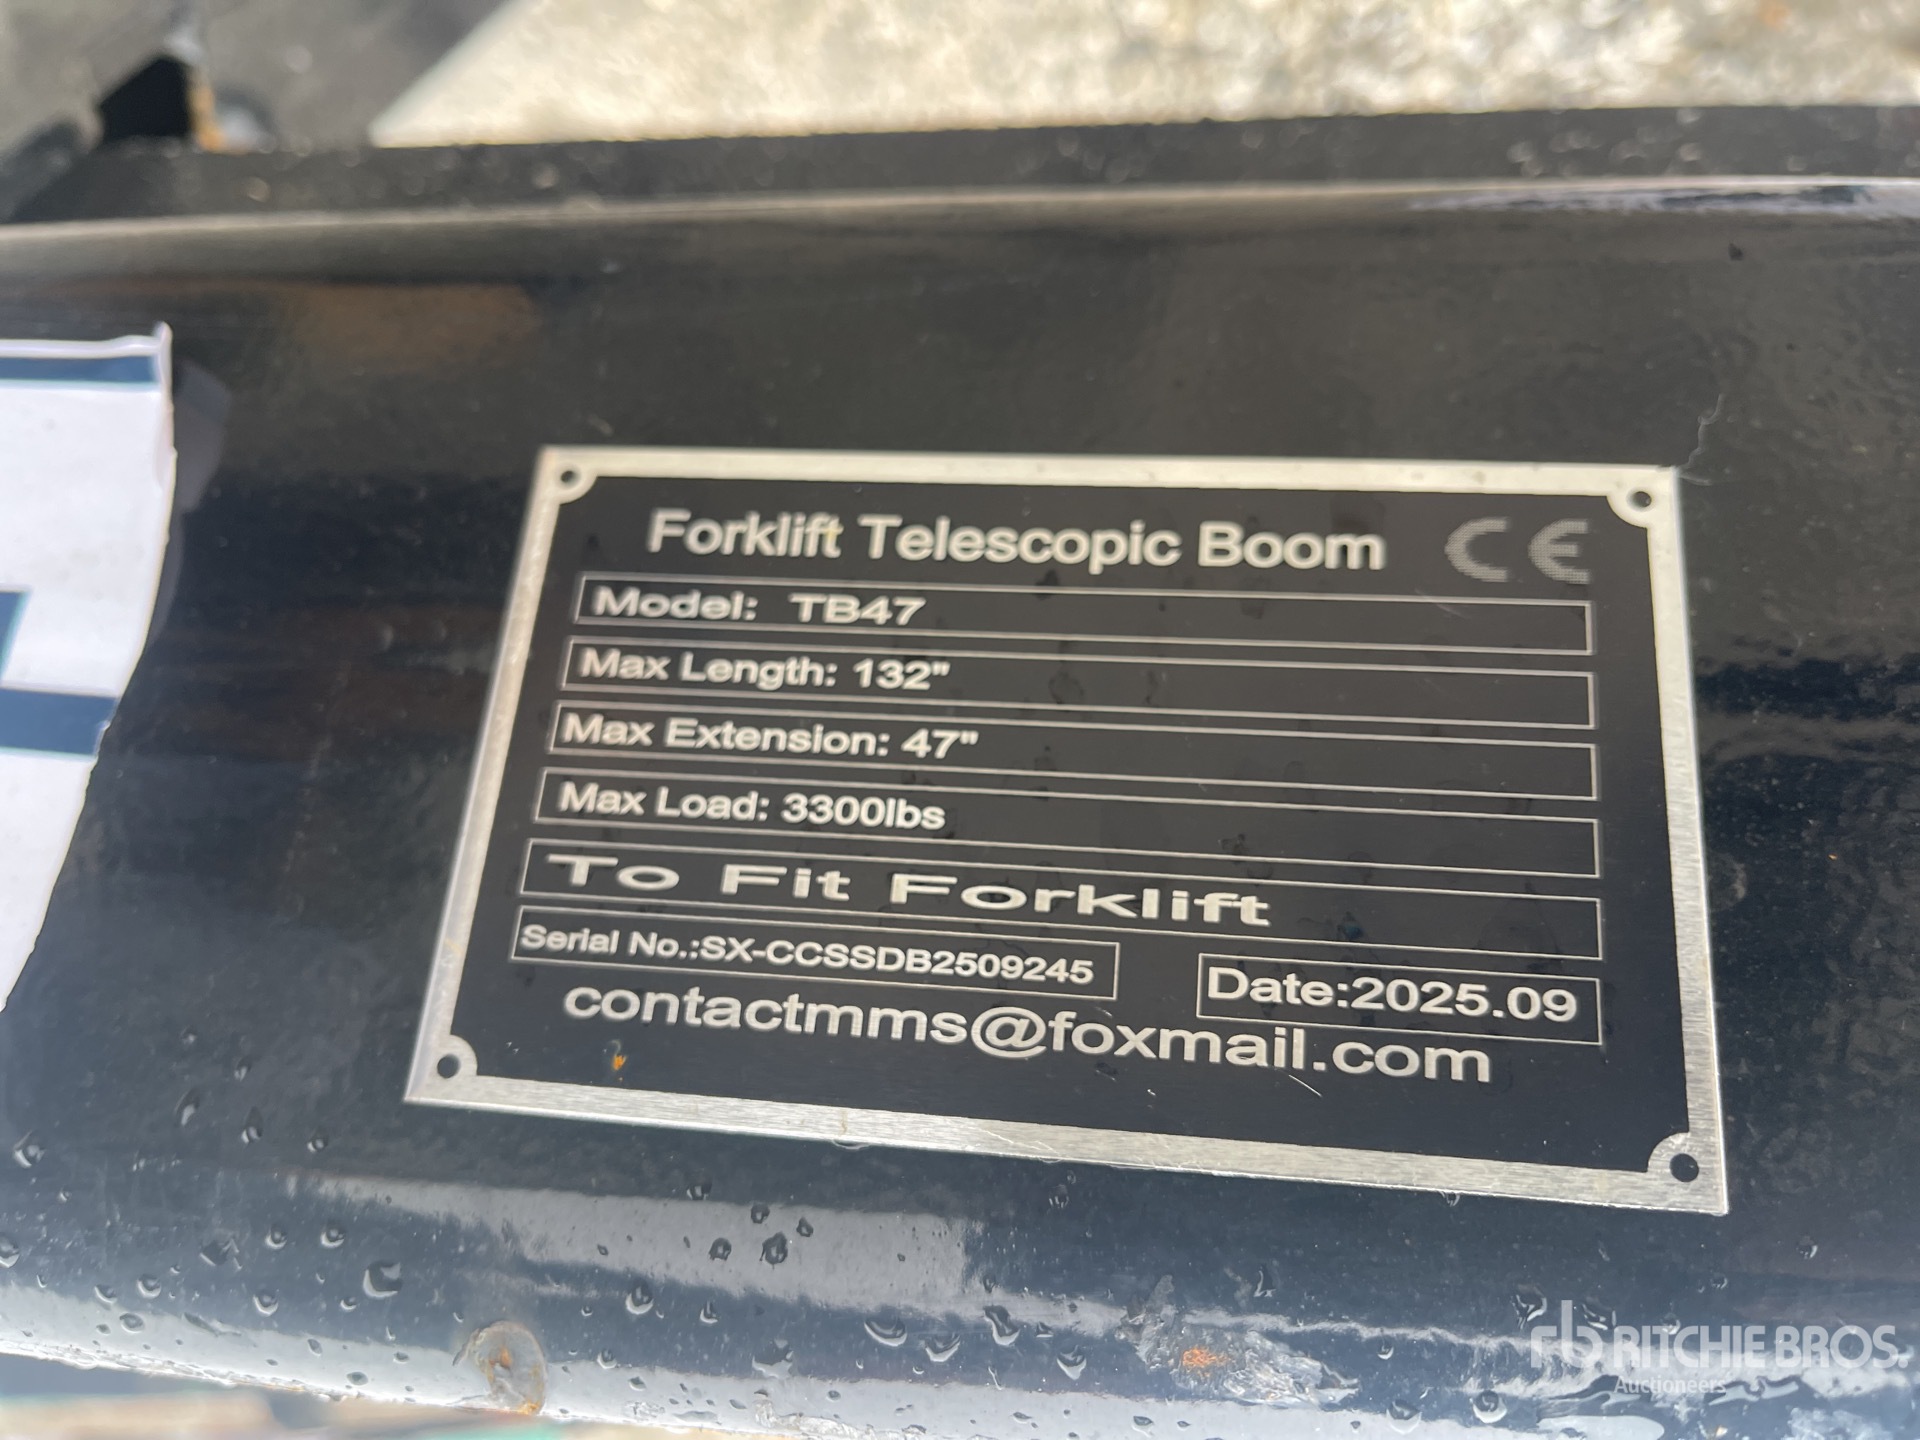 Forklift Telescopic Boom CE
Model: TB47
Max Length: 132"
Max Extension: 47"
Max Load: 3300lbs
To Fit Forklift
Serial No.:SX-CCSSDB2509245 Date:2025.09
contactmms@foxmail.com
rb RITCHIE BROS.
Auctioneers